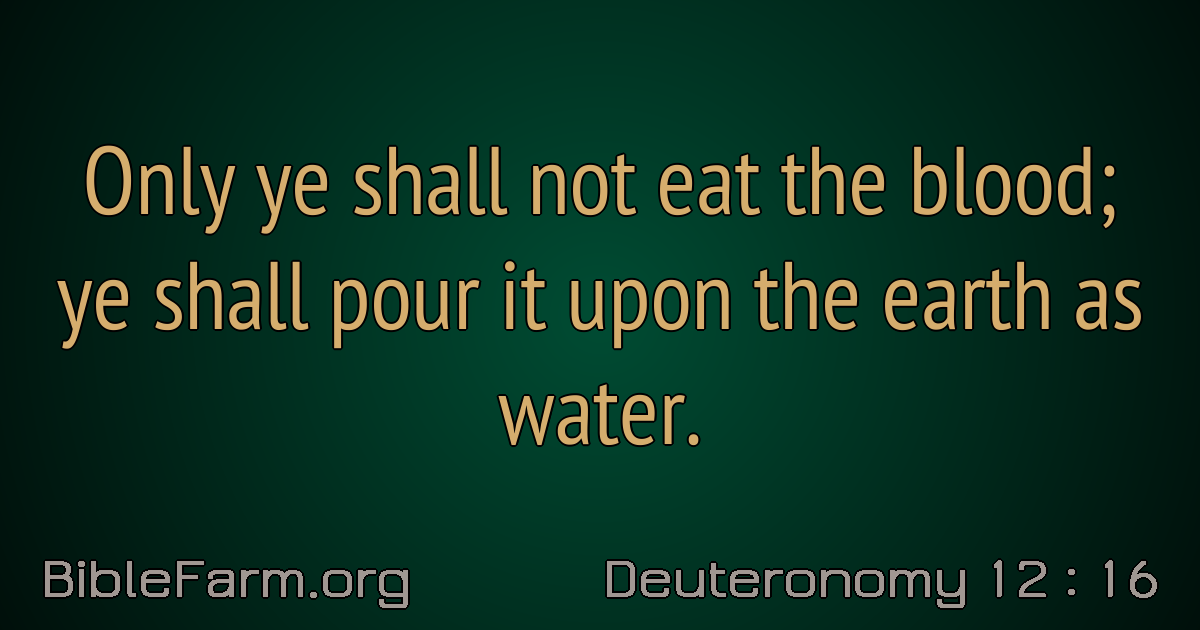 Only ye shall not eat the blood;
ye shall pour it upon the earth as
water.
BibleFarm.org
Deuteronomy 12 : 16